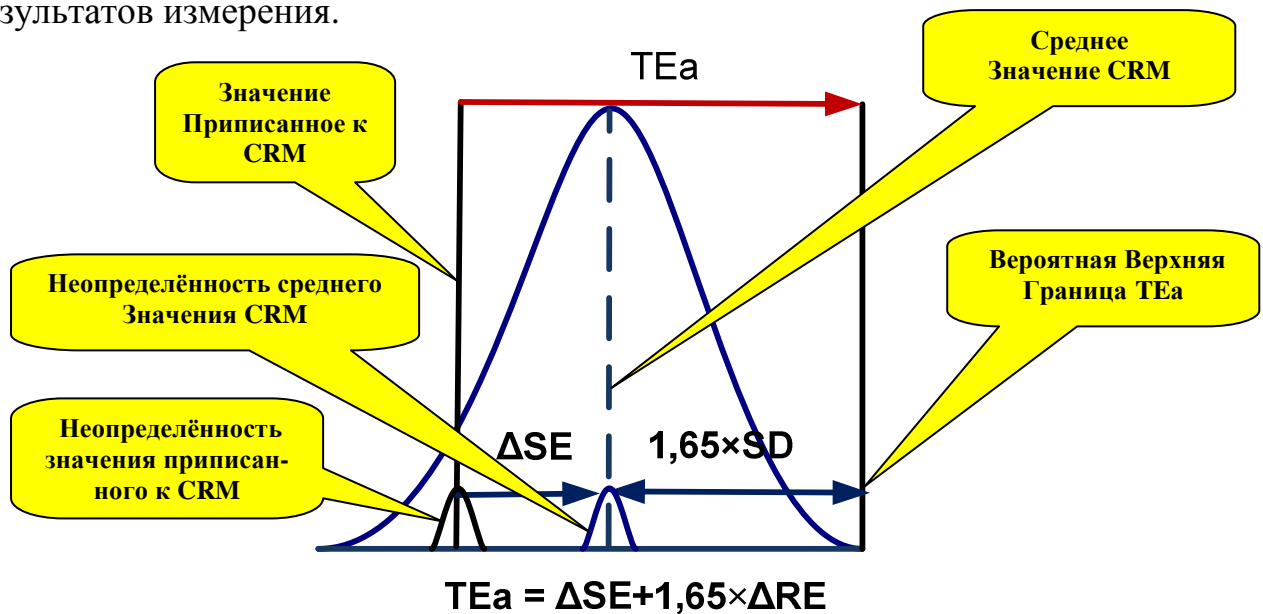 зультатов измерения.
TEa
Среднее
Значение CRM
Значение
Приписанное к
CRM
Неопределённость среднего
Значения CRM
Вероятная Верхняя
Граница TEa
Неопределённость
значения приписан-
ного к CRM
ΔSE
1,65×SD
TEa = ΔSE+1,65×ΔRE